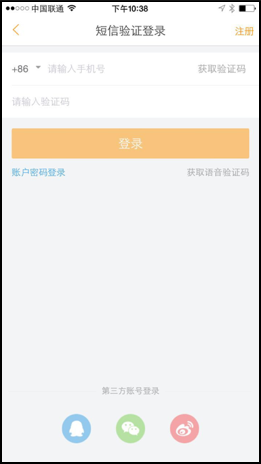 中国联通 下午10:38
短信验证登录 注册
+86 请输入手机号 获取验证码
请输入验证码
登录
账户密码登录 获取语音验证码
第三方账号登录